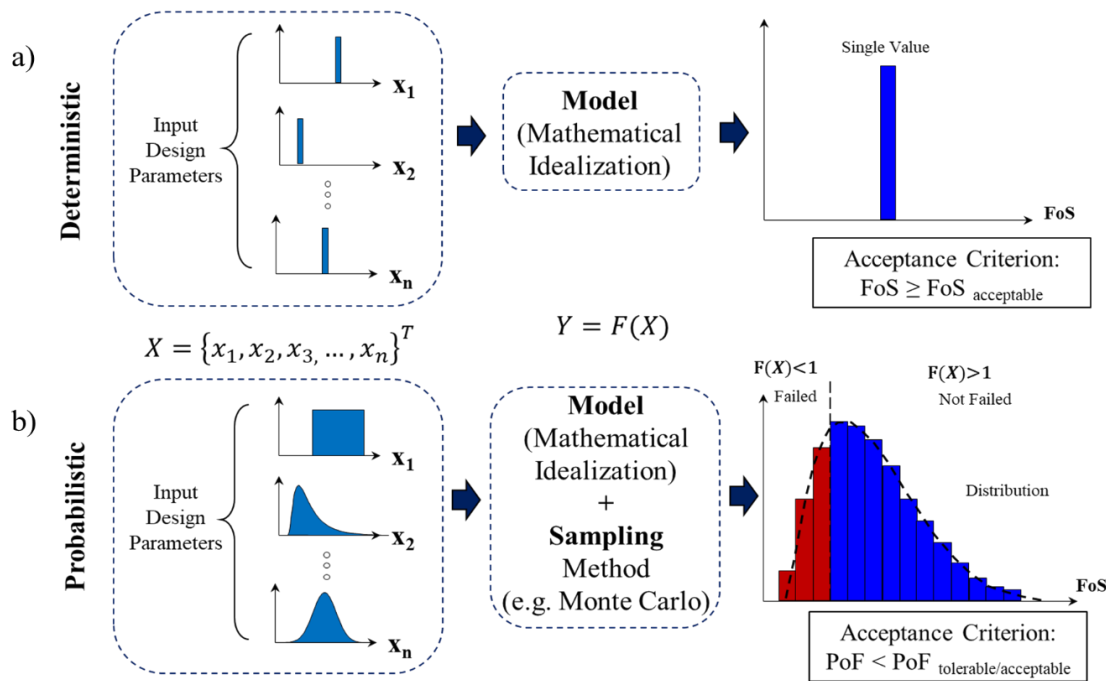 a)
Deterministic
Input
Design
Parameters
x₁
x₂
xₙ
Model
(Mathematical
Idealization)
Single Value
FoS
Acceptance Criterion:
FoS ≥ FoS acceptable
X = {x₁, x₂, x₃, …, xₙ}ᵀ
Y = F(X)
b)
Probabilistic
Input
Design
Parameters
x₁
x₂
xₙ
Model
(Mathematical
Idealization)
+
Sampling
Method
(e.g. Monte Carlo)
F(X)<1
Failed
F(X)>1
Not Failed
Distribution
FoS
Acceptance Criterion:
PoF < PoF tolerable/acceptable